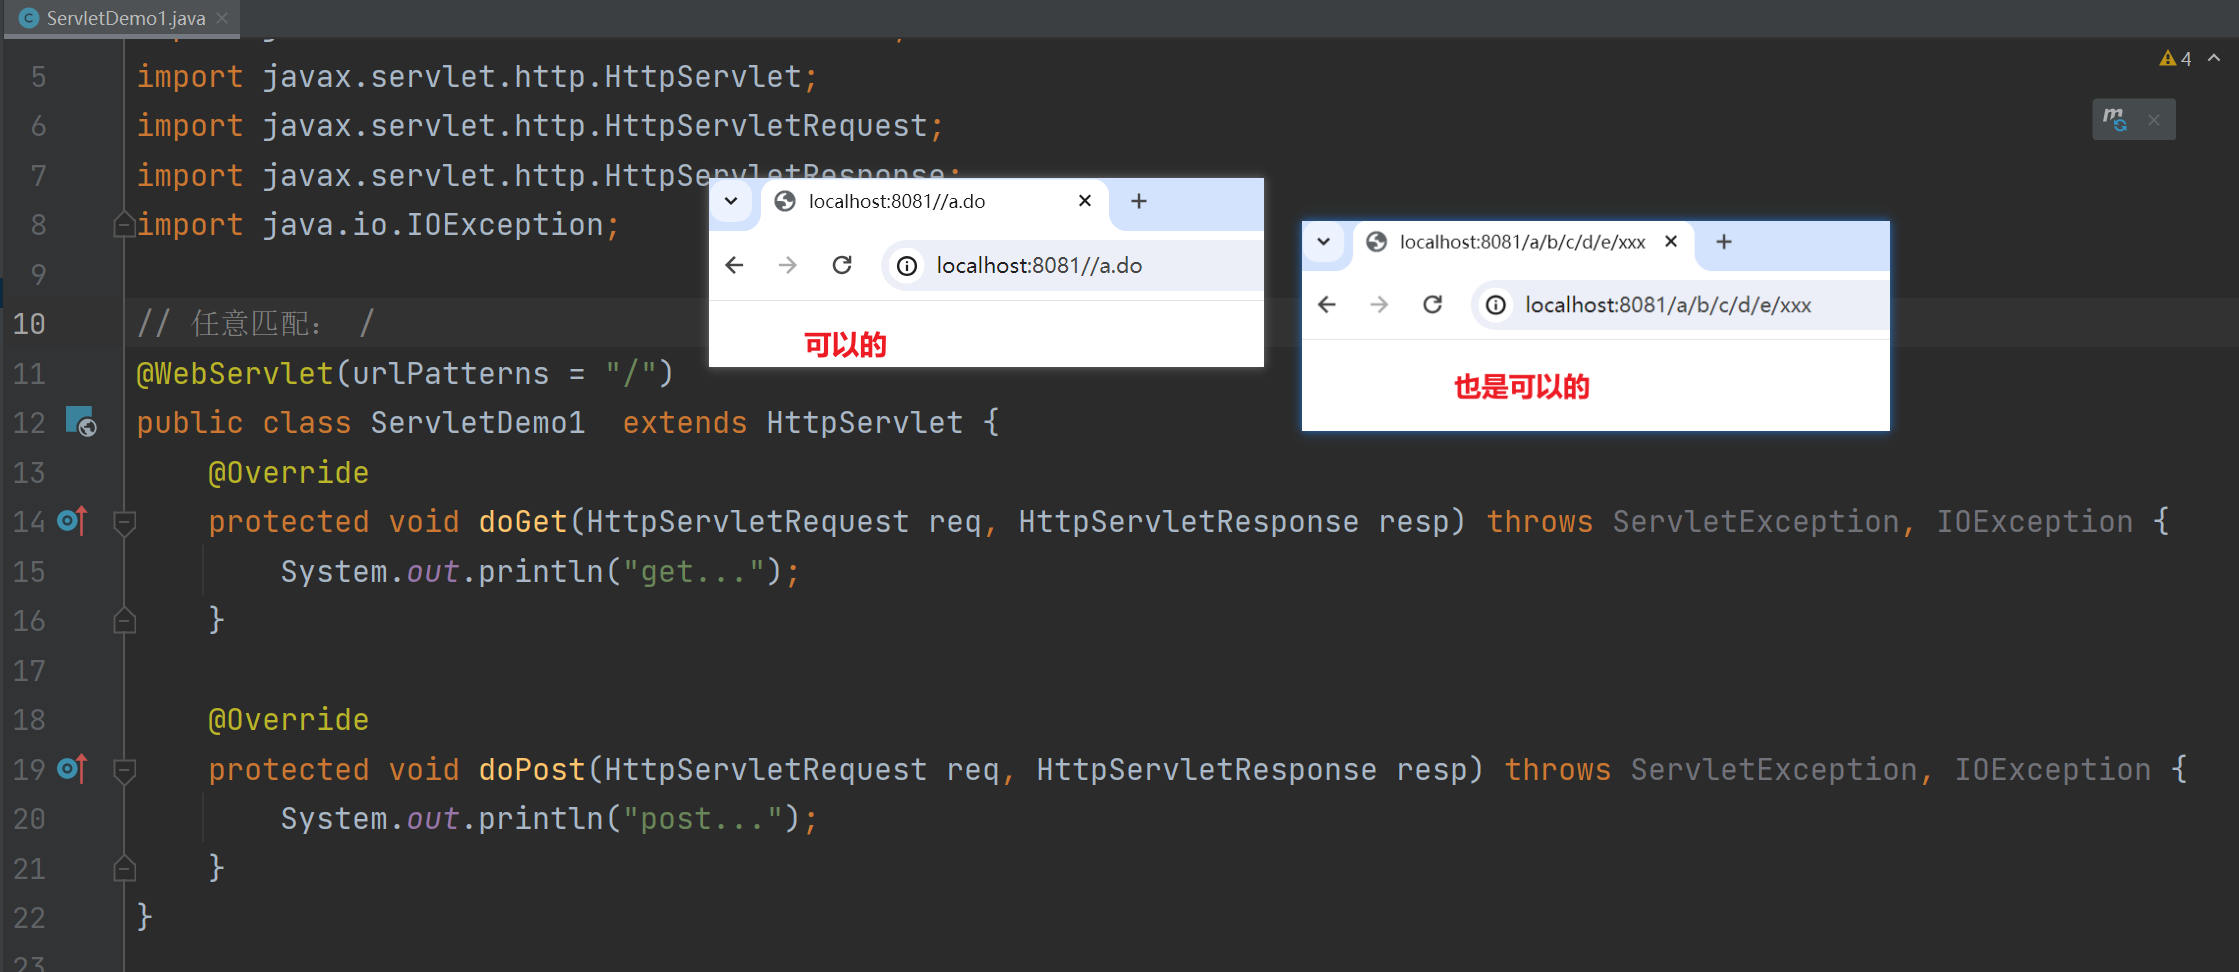 ServletDemo1.java
4
5 import javax.servlet.http.HttpServlet;
6 import javax.servlet.http.HttpServletRequest;
7 import javax.servlet.http.HttpServletResponse;
8 import java.io.IOException;
9
10 // 任意匹配： /
11 @WebServlet(urlPatterns = "/")
12 public class ServletDemo1  extends HttpServlet {
13 @Override
14 protected void doGet(HttpServletRequest req, HttpServletResponse resp) throws ServletException, IOException {
15 System.out.println("get...");
16 }
17
18 @Override
19 protected void doPost(HttpServletRequest req, HttpServletResponse resp) throws ServletException, IOException {
20 System.out.println("post...");
21 }
22 }
23
localhost:8081//a.do
localhost:8081//a.do
可以的
localhost:8081/a/b/c/d/e/xxx
localhost:8081/a/b/c/d/e/xxx
也是可以的